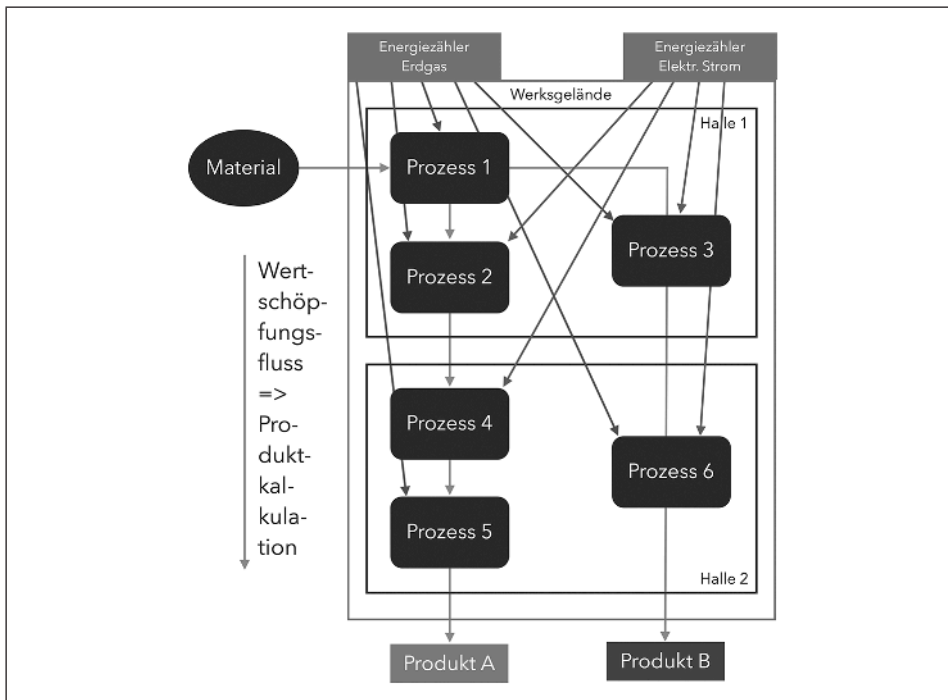 Energiezähler
Erdgas
Energiezähler
Elektr. Strom
Werksgelände
Halle 1
Material
Prozess 1
Prozess 3
Prozess 2
Wert-
schöp-
fungs-
fluss
=>
Pro-
dukt-
kal-
kula-
tion
Prozess 4
Prozess 6
Prozess 5
Halle 2
Produkt A
Produkt B